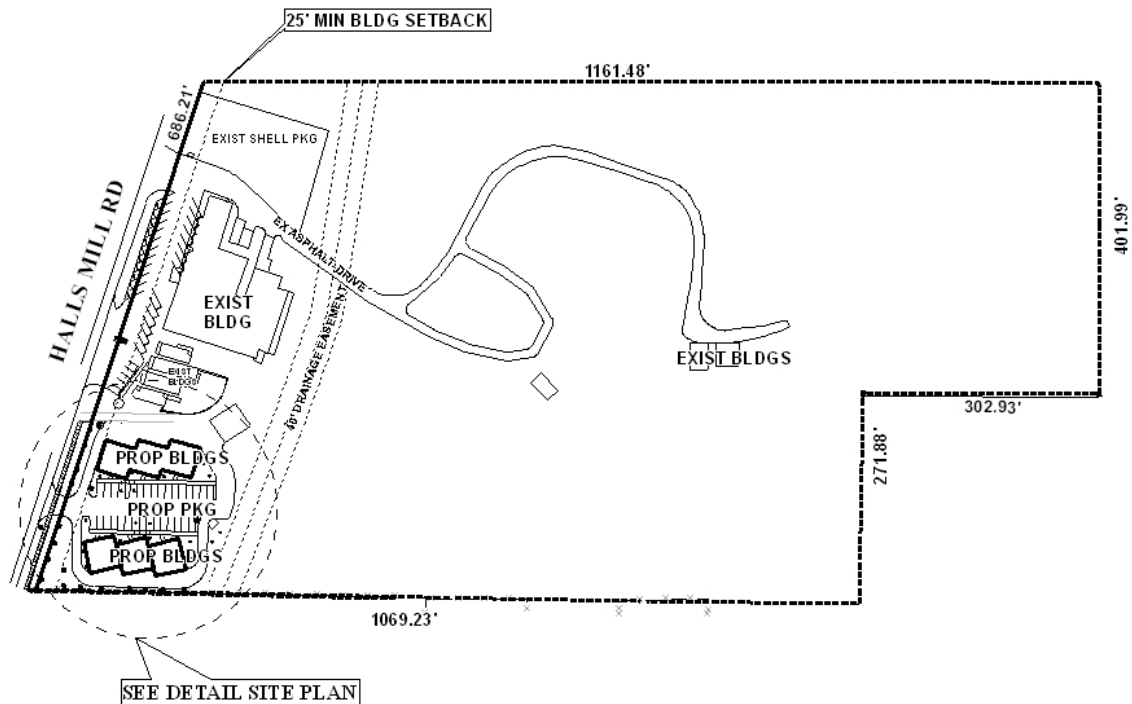 25' MIN BLDG SETBACK
1161.48'
686.21'
EXIST SHELL PKG
HALLS MILL RD
EX ASPHALT DRIVE
401.99'
EXIST
BLDG
40' DRAINAGE EASEMENT
EXIST BLDGS
EXIST
BLDGS
302.93'
271.88'
PROP BLDGS
PROP PKG
PROP BLDGS
1069.23'
SEE DETAIL SITE PLAN